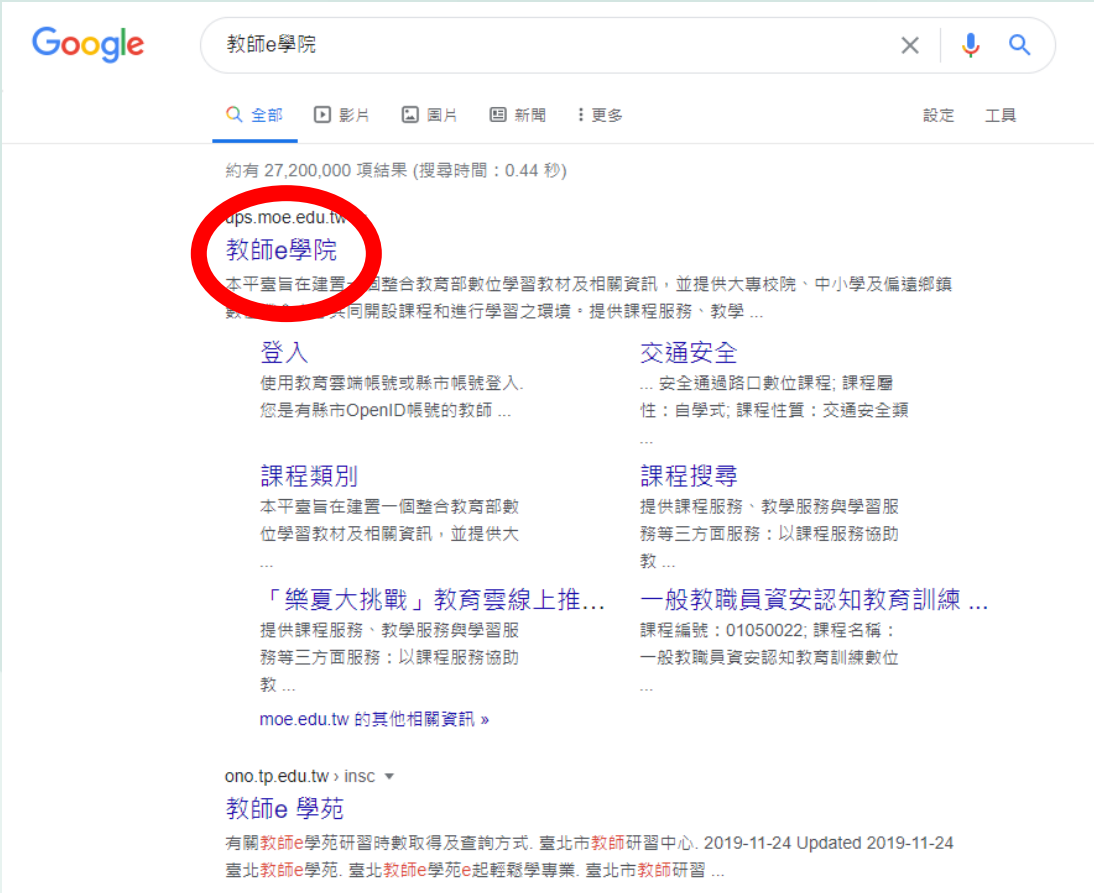 Google
教師e學院
全部 影片 圖片 新聞 更多 設定 工具
約有 27,200,000 項結果 (搜尋時間：0.44 秒)
ups.moe.edu.tw
教師e學院
本平臺旨在建置一個整合教育部數位學習教材及相關資訊，並提供大專校院、中小學及偏遠鄉鎮
共同開設課程和進行學習之環境。提供課程服務、教學 ...
登入
使用教育雲端帳號或縣市帳號登入.
您是有縣市OpenID帳號的教師 ...
交通安全
... 安全通過路口數位課程; 課程屬
性：自學式; 課程性質：交通安全類
...
課程類別
本平臺旨在建置一個整合教育部數
位學習教材及相關資訊，並提供大
...
課程搜尋
提供課程服務、教學服務與學習服
務等三方面服務：以課程服務協助
教 ...
「樂夏大挑戰」教育雲線上推...
提供課程服務、教學服務與學習服
務等三方面服務：以課程服務協助
教 ...
一般教職員資安認知教育訓練 ...
課程編號：01050022; 課程名稱：
一般教職員資安認知教育訓練數位
...
moe.edu.tw 的其他相關資訊 »
ono.tp.edu.tw › insc
教師e 學苑
有關教師e學苑研習時數取得及查詢方式. 臺北市教師研習中心. 2019-11-24 Updated 2019-11-24
臺北教師e學苑. 臺北教師e學苑e起輕鬆學專業. 臺北市教師研習 ...